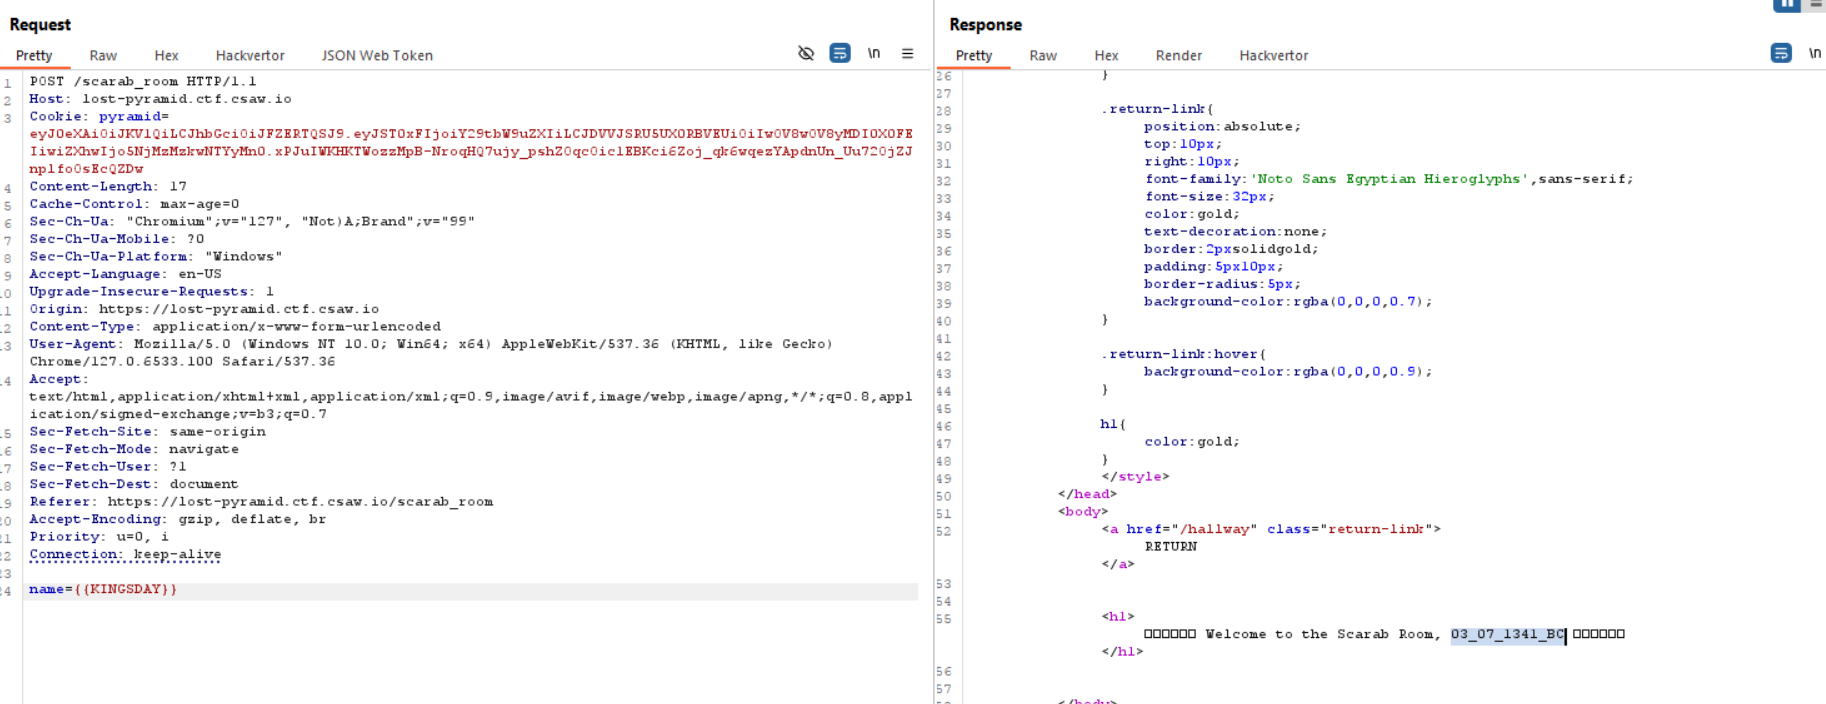 Request
Pretty Raw Hex Hackvertor JSON Web Token \n
1 POST /scarab_room HTTP/1.1
2 Host: lost-pyramid.ctf.csaw.io
3 Cookie: pyramid=
4 Content-Length: 17
5 Cache-Control: max-age=0
6 Sec-Ch-Ua: "Chromium";v="127", "Not)A;Brand";v="99"
7 Sec-Ch-Ua-Mobile: ?0
8 Sec-Ch-Ua-Platform: "Windows"
9 Accept-Language: en-US
10 Upgrade-Insecure-Requests: 1
11 Origin: https://lost-pyramid.ctf.csaw.io
12 Content-Type: application/x-www-form-urlencoded
13 User-Agent: Mozilla/5.0 (Windows NT 10.0; Win64; x64) AppleWebKit/537.36 (KHTML, like Gecko)
Chrome/127.0.6533.100 Safari/537.36
14 Accept:
text/html,application/xhtml+xml,application/xml;q=0.9,image/avif,image/webp,image/apng,*/*;q=0.8,appl
ication/signed-exchange;v=b3;q=0.7
15 Sec-Fetch-Site: same-origin
16 Sec-Fetch-Mode: navigate
17 Sec-Fetch-User: ?1
18 Sec-Fetch-Dest: document
19 Referer: https://lost-pyramid.ctf.csaw.io/scarab_room
20 Accept-Encoding: gzip, deflate, br
21 Priority: u=0, i
22 Connection: keep-alive
23
24 name={{KINGSDAY}}
Response
Pretty Raw Hex Render Hackvertor \n
26 }
27
28 .return-link{
29 position:absolute;
30 top:10px;
31 right:10px;
32 font-family:'Noto Sans Egyptian Hieroglyphs',sans-serif;
33 font-size:32px;
34 color:gold;
35 text-decoration:none;
36 border:2pxsolidgold;
37 padding:5px10px;
38 border-radius:5px;
39 background-color:rgba(0,0,0,0.7);
40 }
41
42 .return-link:hover{
43 background-color:rgba(0,0,0,0.9);
44 }
45
46 h1{
47 color:gold;
48 }
49 </style>
50 </head>
51 <body>
52 <a href="/hallway" class="return-link">
RETURN
</a>
53
54
55 <h1>
□□□□□□ Welcome to the Scarab Room, 03_07_1341_BC □□□□□□
</h1>
56
57